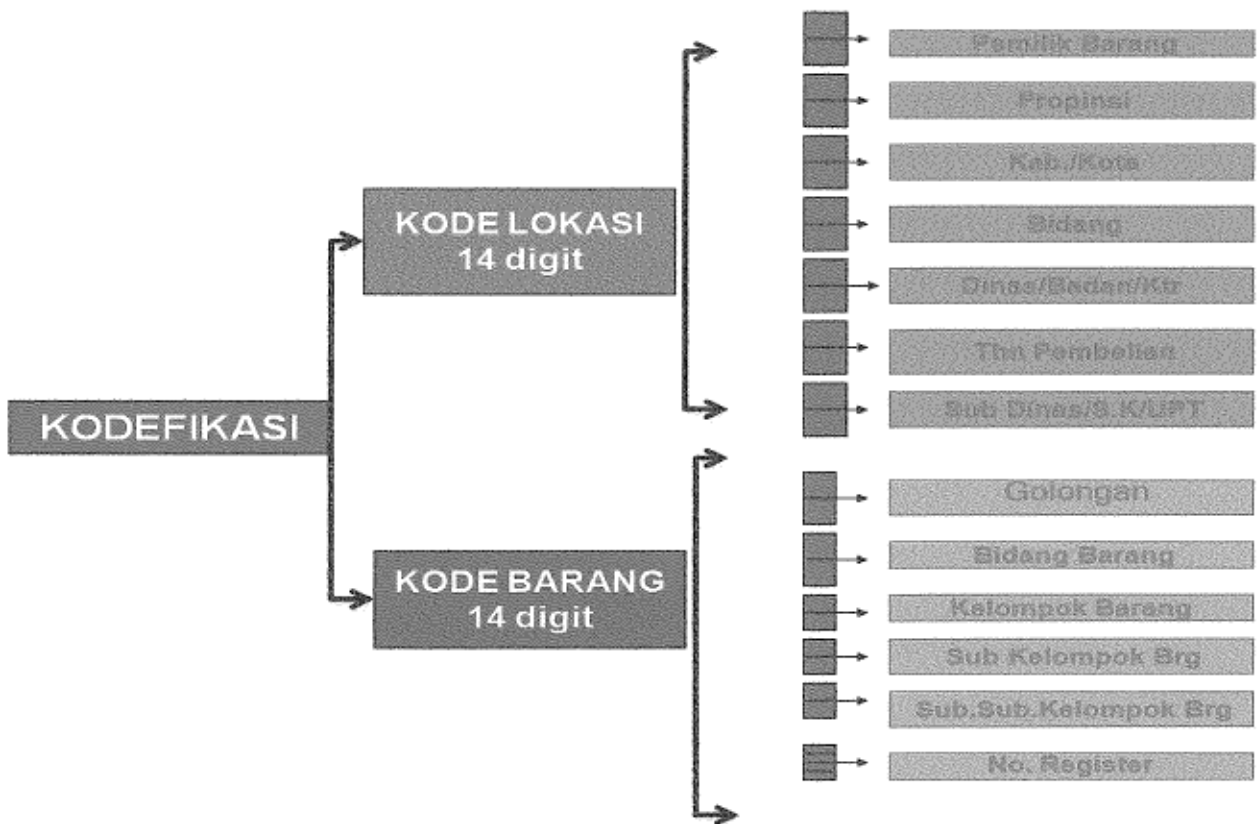 KODEFIKASI
KODE LOKASI
14 digit
Pemilik Barang
Propinsi
Kab./Kota
Bidang
Dinas/Badan/Ktr
Thn Pembelian
Sub Dinas/S.K/UPT
KODE BARANG
14 digit
Golongan
Bidang Barang
Kelompok Barang
Sub Kelompok Brg
Sub.Sub.Kelompok Brg
No. Register